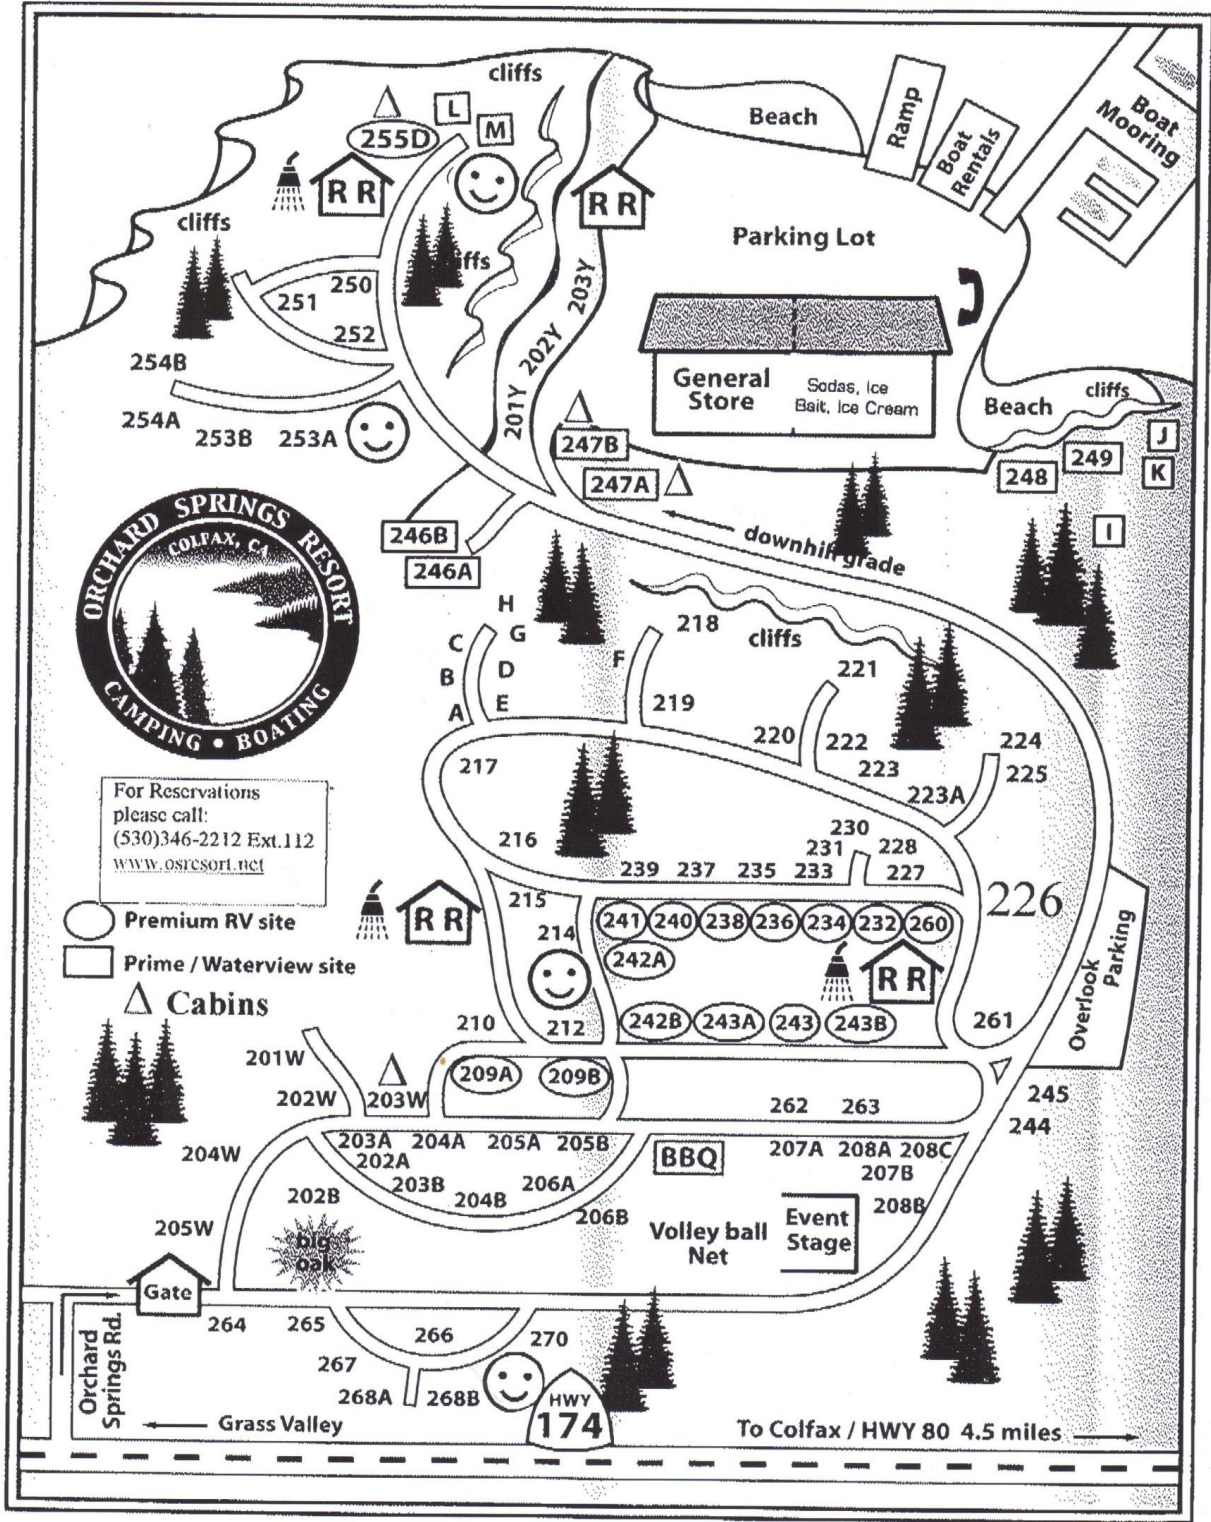 cliffs
L
M
255D
R R
cliffs
cliffs
250
251
252
254B
254A
253B
253A
R R
203Y
202Y
201Y
Beach
Ramp
Boat
Rentals
Boat
Mooring
Parking Lot
General
Store
Sodas, Ice
Bait, Ice Cream
Beach
cliffs
J
K
249
248
I
247B
247A
downhill grade
246B
246A
ORCHARD SPRINGS RESORT
COLFAX, CA
CAMPING • BOATING
H
C
G
B
D
A
E
F
218
cliffs
219
221
220
222
223
224
225
223A
217
216
230
231
228
239
237
235
233
227
226
215
214
241
240
238
236
234
232
260
242A
R R
R R
242B
243A
243
243B
210
212
261
Overlook
Parking
For Reservations
please call:
(530)346-2212 Ext.112
www.osresort.net
Premium RV site
Prime / Waterview site
Cabins
201W
202W
203W
209A
209B
262
263
245
244
204W
203A
204A
205A
205B
202A
203B
204B
206A
206B
202B
BBQ
207A
208A
208C
207B
208B
205W
big
oak
Volley ball
Net
Event
Stage
Gate
264
265
266
270
267
268A
268B
Orchard
Springs Rd.
Grass Valley
HWY
174
To Colfax / HWY 80 4.5 miles